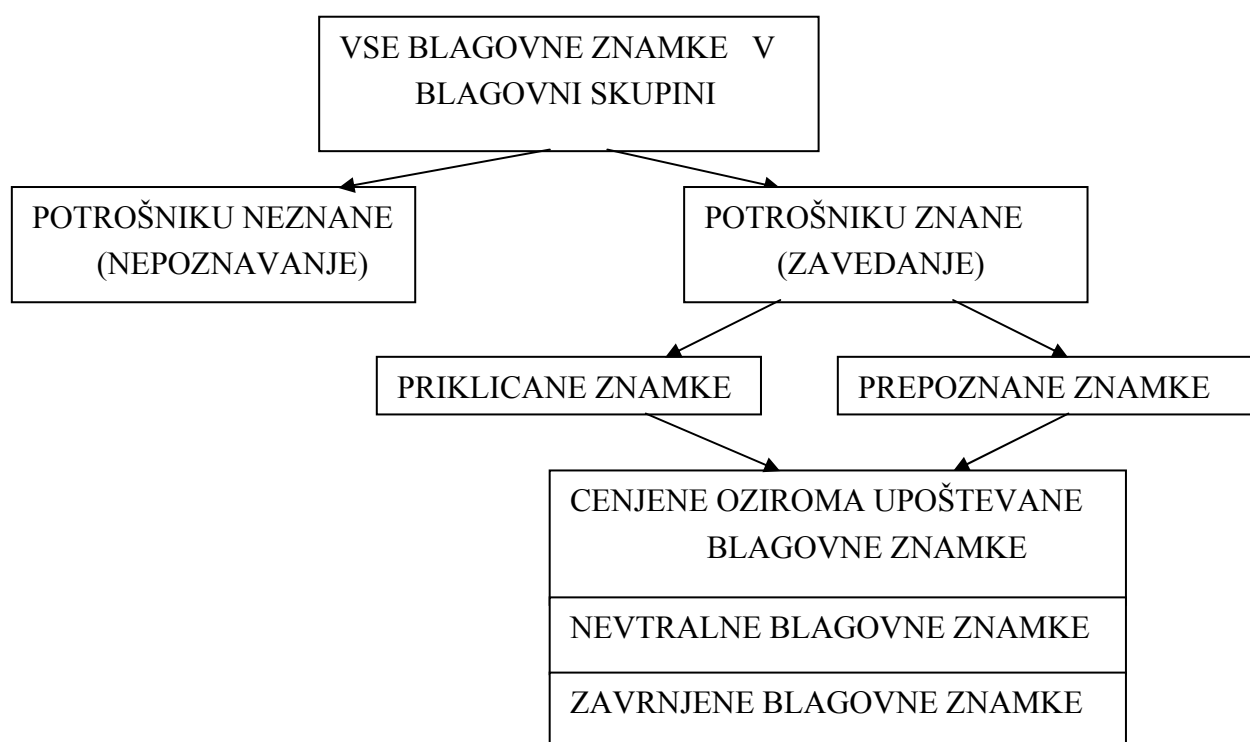 VSE BLAGOVNE ZNAMKE V
BLAGOVNI SKUPINI
POTROŠNIKU NEZNANE
(NEPOZNAVANJE)
POTROŠNIKU ZNANE
(ZAVEDANJE)
PRIKLICANE ZNAMKE
PREPOZNANE ZNAMKE
CENJENE OZIROMA UPOŠTEVANE
BLAGOVNE ZNAMKE
NEVTRALNE BLAGOVNE ZNAMKE
ZAVRNJENE BLAGOVNE ZNAMKE